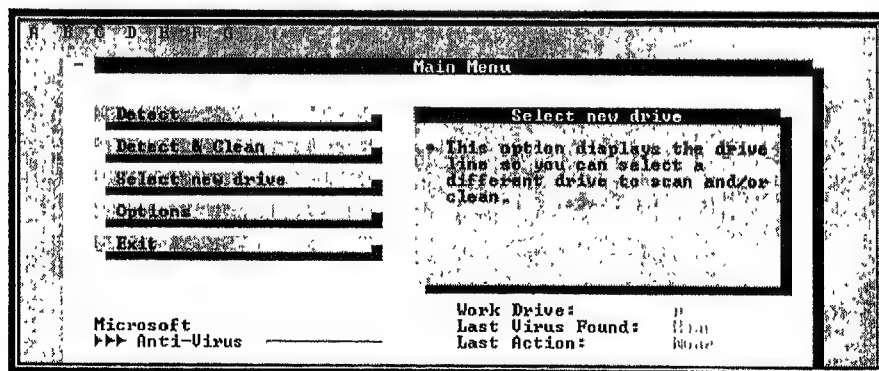 A B C D E F G
Main Menu
Detect
Detect & Clean
Select new drive
Options
Exit
Select new drive
• This option displays the drive
line so you can select a
different drive to scan and/or
clean.
Work Drive:
Last Virus Found:
Last Action:
Microsoft
►►► Anti-Virus